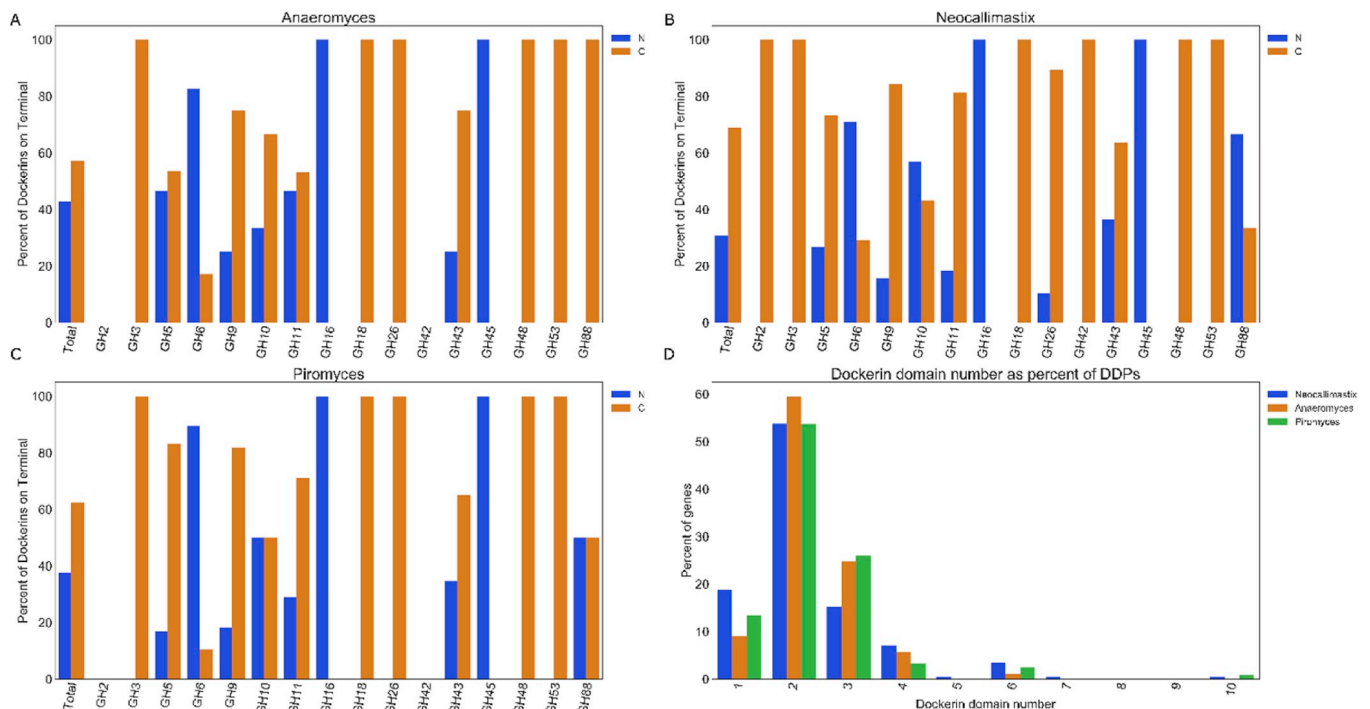 A
Anaeromyces
Percent of Dockerins on Terminal
100
80
60
40
20
0
Total
GH2
GH3
GH5
GH6
GH9
GH10
GH11
GH16
GH18
GH26
GH42
GH43
GH45
GH48
GH53
GH88
N
C
B
Neocallimastix
Percent of Dockerins on Terminal
100
80
60
40
20
0
Total
GH2
GH3
GH5
GH6
GH9
GH10
GH11
GH16
GH18
GH26
GH42
GH43
GH45
GH48
GH53
GH88
N
C
C
Piromyces
Percent of Dockerins on Terminal
100
80
60
40
20
0
Total
GH2
GH3
GH5
GH6
GH9
GH10
GH11
GH16
GH18
GH26
GH42
GH43
GH45
GH48
GH53
GH88
N
C
D
Dockerin domain number as percent of DDPs
Percent of genes
60
50
40
30
20
10
0
1
2
3
4
5
6
7
8
9
10
Dockerin domain number
Neocallimastix
Anaeromyces
Piromyces